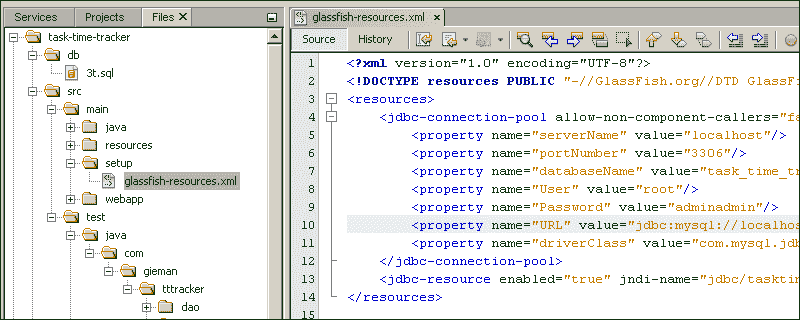 Services
Projects
Files
task-time-tracker
db
3t.sql
src
main
java
resources
setup
glassfish-resources.xml
webapp
test
java
com
gieman
tttracker
dao
glassfish-resources.xml
Source
History
1 <?xml version="1.0" encoding="UTF-8"?>
2 <!DOCTYPE resources PUBLIC "-//GlassFish.org//DTD GlassF
3 <resources>
4 <jdbc-connection-pool allow-non-component-callers="fa
5 <property name="serverName" value="localhost"/>
6 <property name="portNumber" value="3306"/>
7 <property name="databaseName" value="task_time_tr
8 <property name="User" value="root"/>
9 <property name="Password" value="adminadmin"/>
10 <property name="URL" value="jdbc:mysql://localhos
11 <property name="driverClass" value="com.mysql.jdb
12 </jdbc-connection-pool>
13 <jdbc-resource enabled="true" jndi-name="jdbc/tasktim
14 </resources>
15